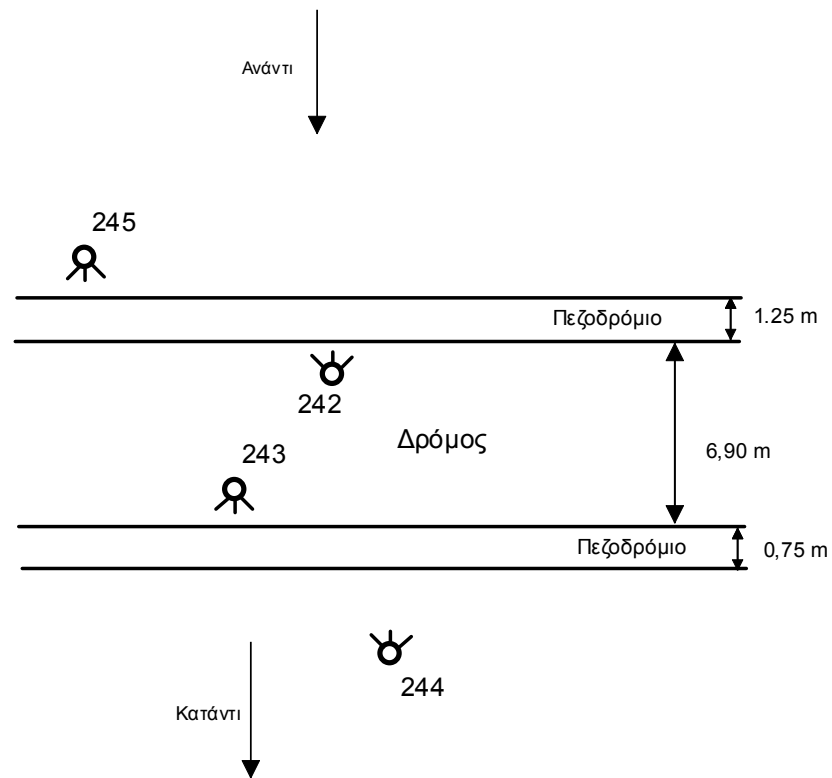 Ανάντι
245
Πεζοδρόμιο
1.25 m
242
Δρόμος
243
6,90 m
Πεζοδρόμιο
0,75 m
244
Κατάντι